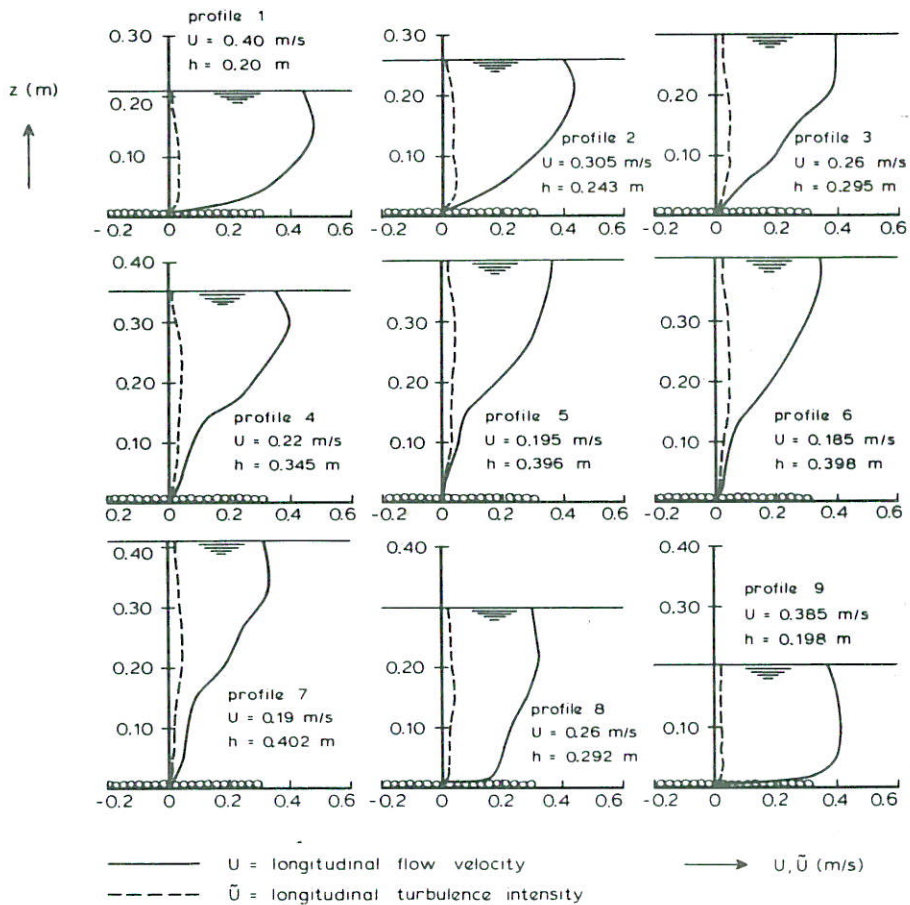 profile 1
U = 0.40 m/s
h = 0.20 m
z (m)
0.30
0.20
0.10
-0.2 0 0.2 0.4 0.6
0.30
0.20
0.10
profile 2
U = 0.305 m/s
h = 0.243 m
-0.2 0 0.2 0.4 0.6
0.20
0.10
profile 3
U = 0.26 m/s
h = 0.295 m
-0.2 0 0.2 0.4 0.6
0.40
0.30
0.20
0.10
profile 4
U = 0.22 m/s
h = 0.345 m
-0.2 0 0.2 0.4 0.6
0.30
0.20
0.10
profile 5
U = 0.195 m/s
h = 0.396 m
-0.2 0 0.2 0.4 0.6
0.30
0.20
0.10
profile 6
U = 0.185 m/s
h = 0.398 m
-0.2 0 0.2 0.4 0.6
0.40
0.30
0.20
0.10
profile 7
U = 0.19 m/s
h = 0.402 m
-0.2 0 0.2 0.4 0.6
0.40
0.30
0.20
0.10
profile 8
U = 0.26 m/s
h = 0.292 m
-0.2 0 0.2 0.4 0.6
0.40
0.30
0.20
0.10
profile 9
U = 0.385 m/s
h = 0.198 m
-0.2 0 0.2 0.4 0.6
U = longitudinal flow velocity
Ũ = longitudinal turbulence intensity
U, Ũ (m/s)